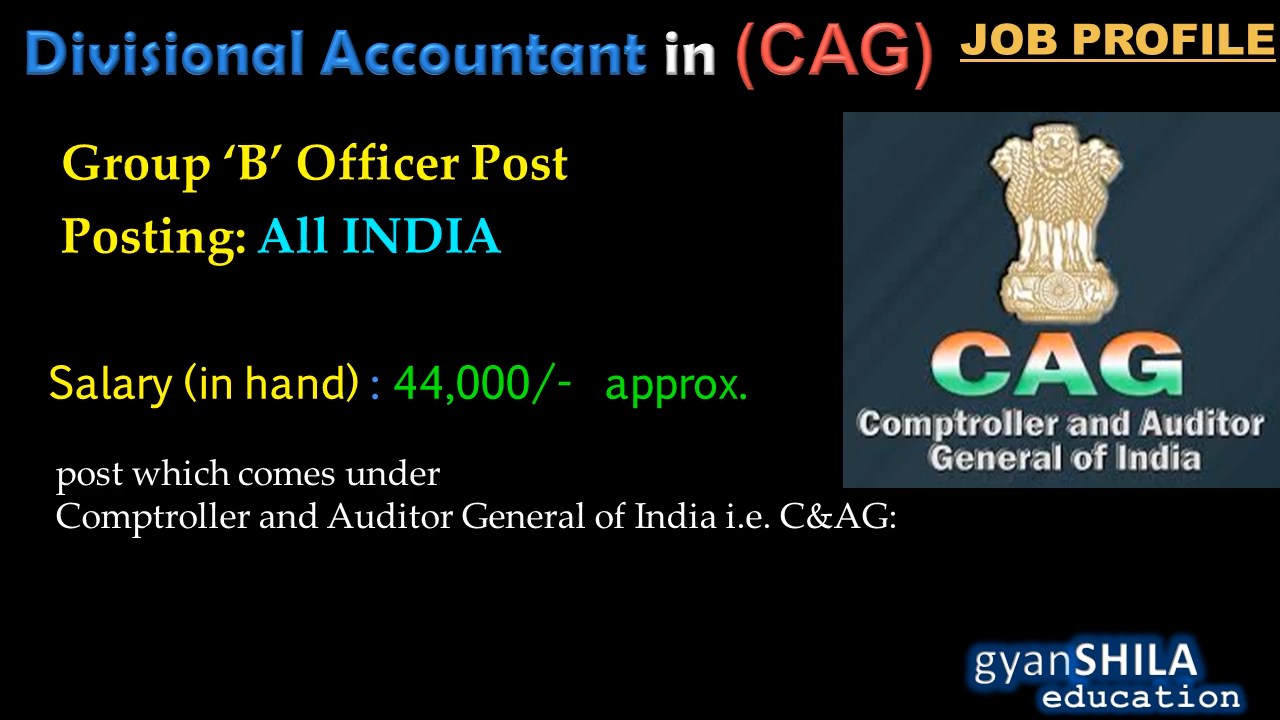 Divisional Accountant in (CAG)
JOB PROFILE
Group ‘B’ Officer Post
Posting: All INDIA
Salary (in hand) : 44,000/- approx.
post which comes under
Comptroller and Auditor General of India i.e. C&AG:
CAG
Comptroller and Auditor
General of India
gyanSHILA
education